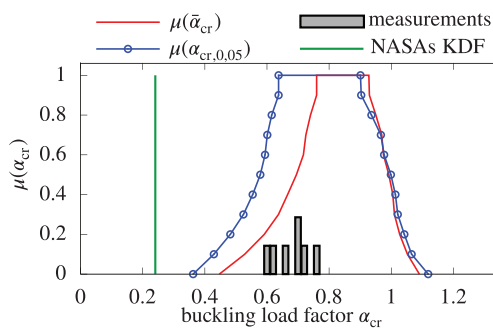 μ(ᾱcr)
measurements
μ(αcr,0,05)
NASAs KDF
1
0.8
0.6
0.4
0.2
0
μ(αcr)
0
0.2
0.4
0.6
0.8
1
1.2
buckling load factor αcr